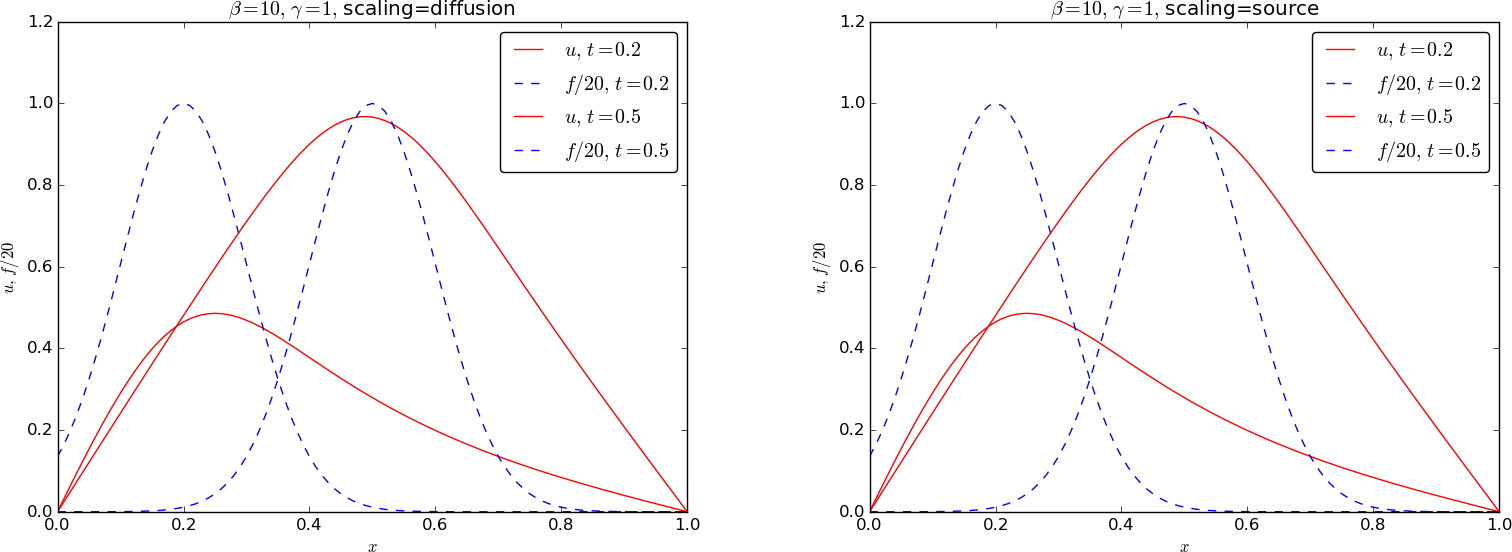 β=10, γ=1, scaling=diffusion
1.2
1.0
0.8
0.6
0.4
0.2
0.0
u, f/20
0.0 0.2 0.4 0.6 0.8 1.0
x
u, t=0.2
f/20, t=0.2
u, t=0.5
f/20, t=0.5
β=10, γ=1, scaling=source
1.2
1.0
0.8
0.6
0.4
0.2
0.0
u, f/20
0.0 0.2 0.4 0.6 0.8 1.0
x
u, t=0.2
f/20, t=0.2
u, t=0.5
f/20, t=0.5